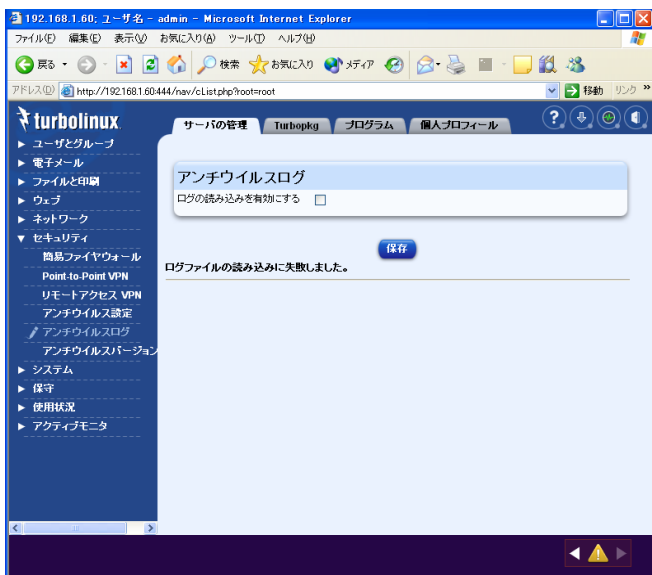 192.168.1.60; ユーザ名 - admin - Microsoft Internet Explorer
ファイル(F) 編集(E) 表示(V) お気に入り(A) ツール(T) ヘルプ(H)
戻る 検索 お気に入り メディア
アドレス(D) http://192.168.1.60:444/nav/cList.php?root=root 移動 リンク »
turbolinux
サーバの管理 Turbopkg プログラム 個人プロフィール
ユーザとグループ
電子メール
ファイルと印刷
ウェブ
ネットワーク
セキュリティ
簡易ファイヤウォール
Point-to-Point VPN
リモートアクセス VPN
アンチウイルス設定
アンチウイルスログ
アンチウイルスバージョン
システム
保守
使用状況
アクティブモニタ
アンチウイルスログ
ログの読み込みを有効にする
保存
ログファイルの読み込みに失敗しました。